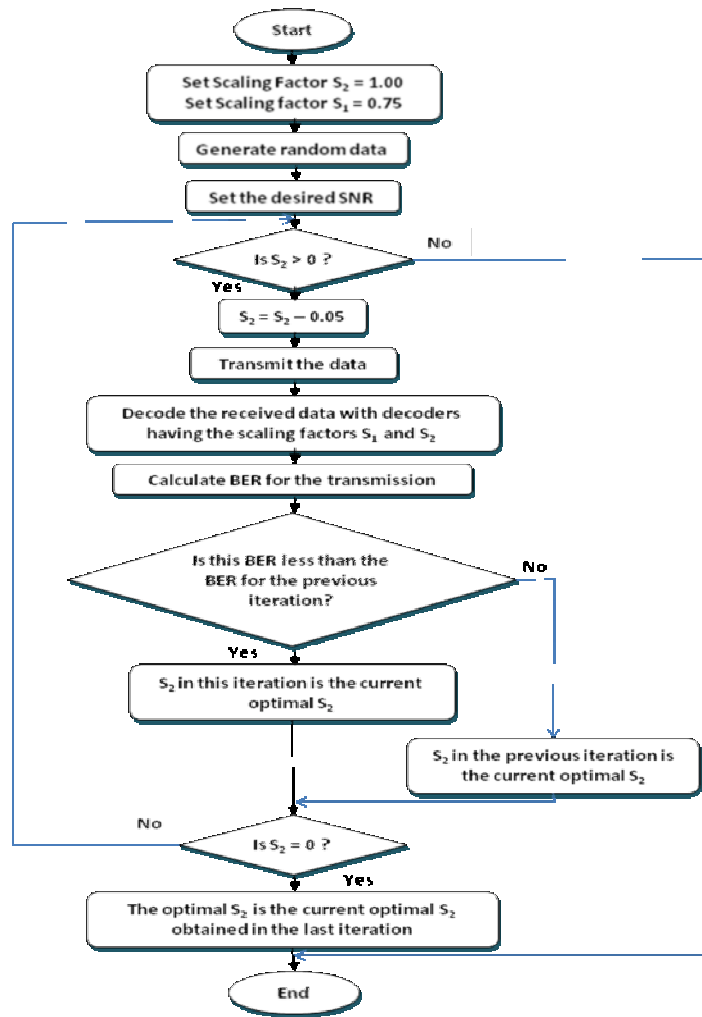 Start
Set Scaling Factor S₂ = 1.00
Set Scaling factor S₁ = 0.75
Generate random data
Set the desired SNR
Is S₂ > 0 ?
No
Yes
S₂ = S₂ – 0.05
Transmit the data
Decode the received data with decoders
having the scaling factors S₁ and S₂
Calculate BER for the transmission
Is this BER less than the
BER for the previous
iteration?
No
Yes
S₂ in this iteration is the current
optimal S₂
S₂ in the previous iteration is
the current optimal S₂
No
Is S₂ = 0 ?
Yes
The optimal S₂ is the current optimal S₂
obtained in the last iteration
End